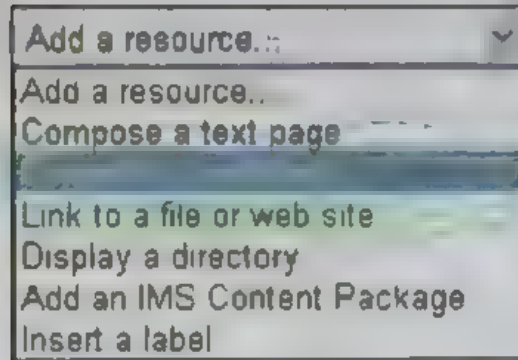 Add a resource...
Add a resource..
Compose a text page
Link to a file or web site
Display a directory
Add an IMS Content Package
Insert a label